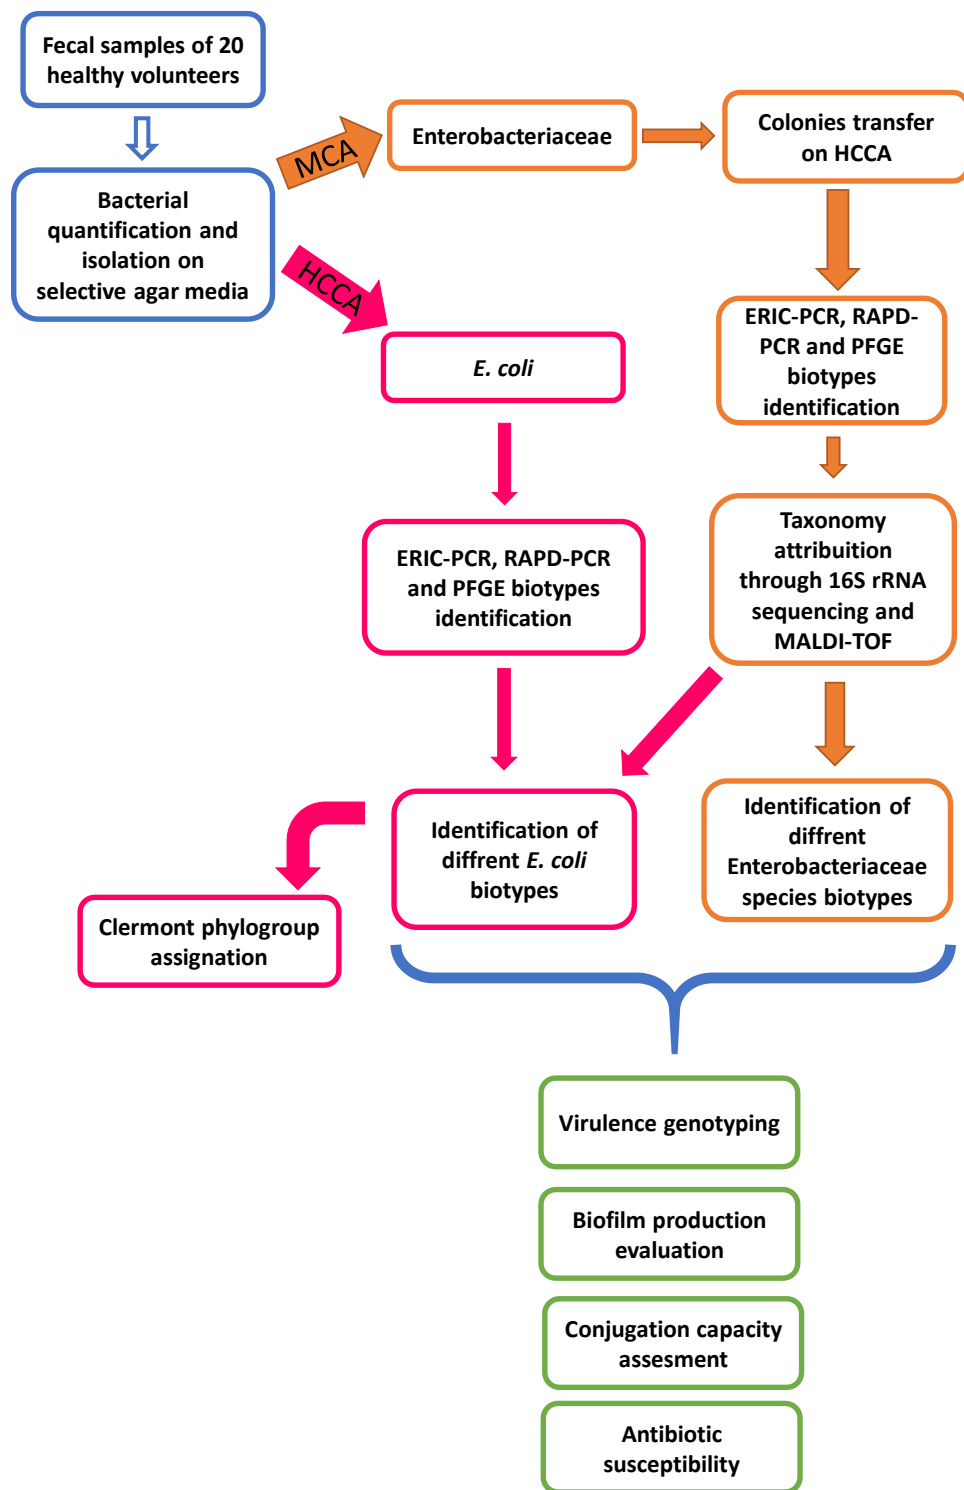 Fecal samples of 20
healthy volunteers
Bacterial
quantification and
isolation on
selective agar media
MCA
Enterobacteriaceae
Colonies transfer
on HCCA
HCCA
E. coli
ERIC-PCR, RAPD-
PCR and PFGE
biotypes
identification
ERIC-PCR, RAPD-PCR
and PFGE biotypes
identification
Taxonomy
attribuition
through 16S rRNA
sequencing and
MALDI-TOF
Identification of
diffrent E. coli
biotypes
Identification of
diffrent
Enterobacteriaceae
species biotypes
Clermont phylogroup
assignation
Virulence genotyping
Biofilm production
evaluation
Conjugation capacity
assesment
Antibiotic
susceptibility